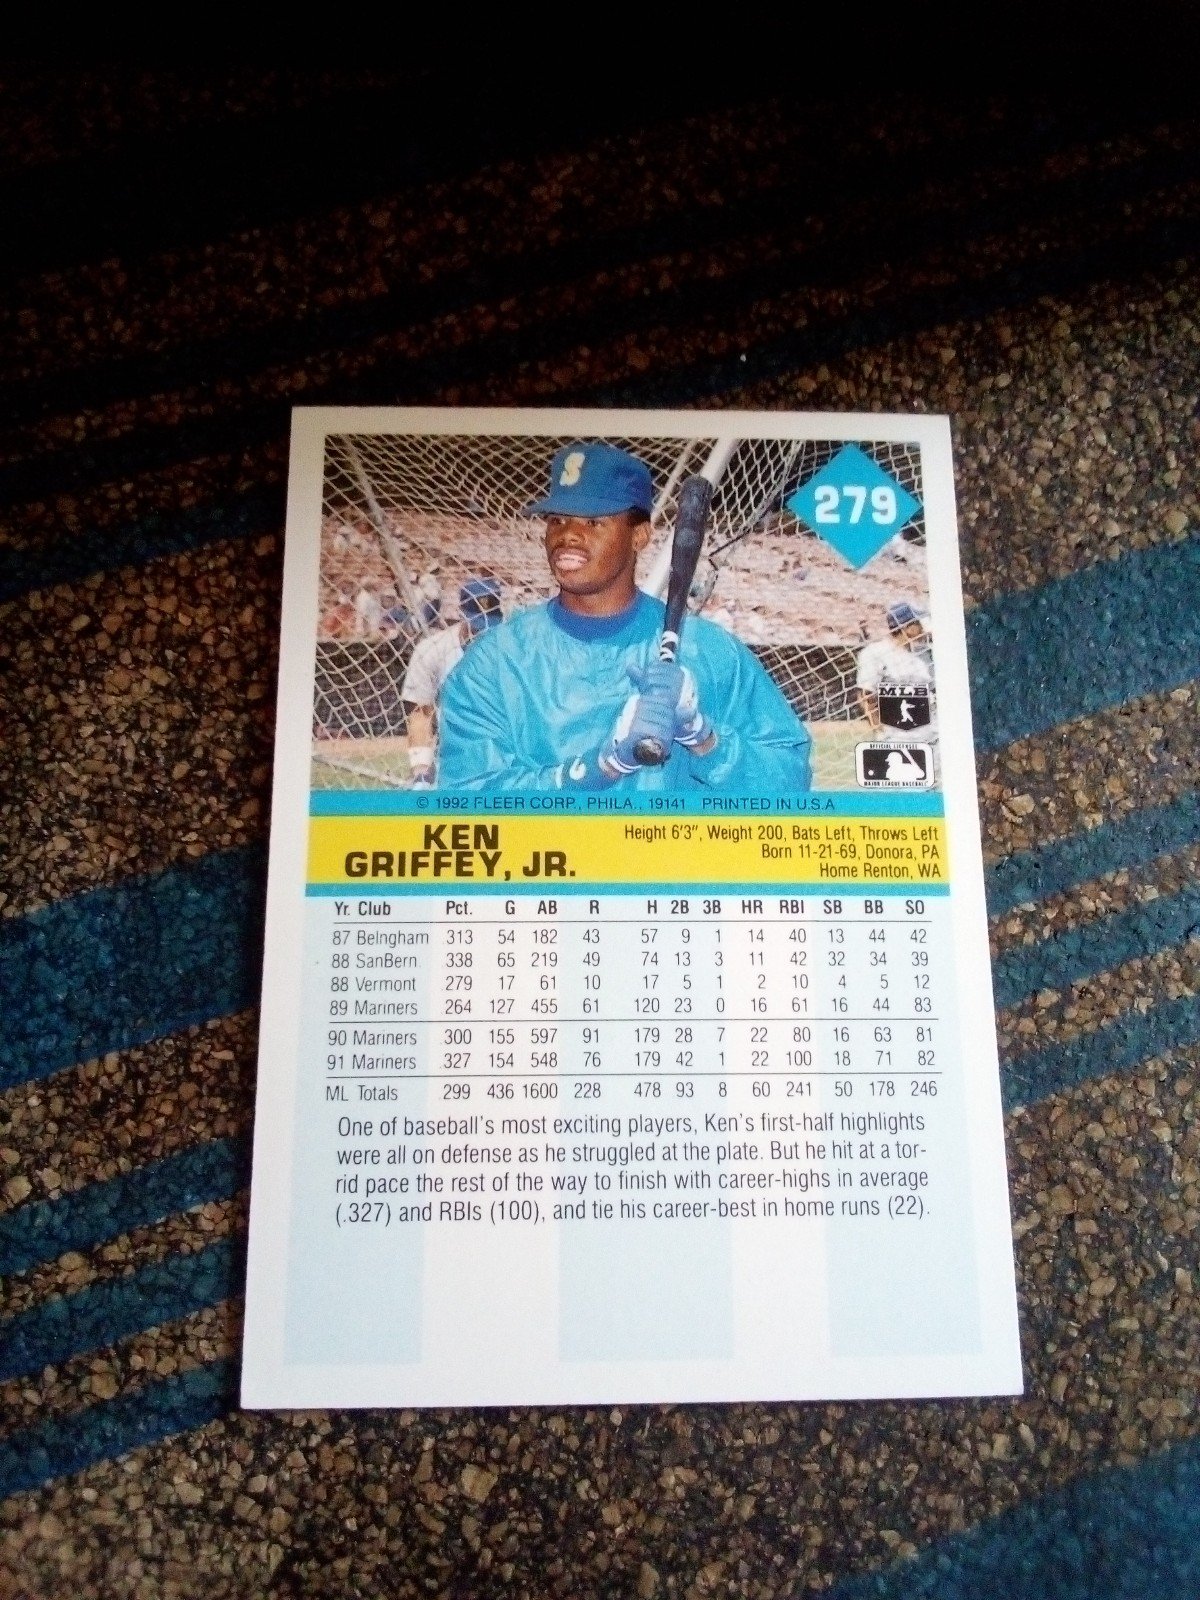 S
279
MLB
OFFICIAL LICENSEE
MAJOR LEAGUE BASEBALL
© 1992 FLEER CORP., PHILA., 19141 PRINTED IN U.S.A
KEN
GRIFFEY, JR.
Height 6'3", Weight 200, Bats Left, Throws Left
Born 11-21-69, Donora, PA
Home Renton, WA
Yr. Club Pct. G AB R H 2B 3B HR RBI SB BB SO
87 Belngham .313 54 182 43 57 9 1 14 40 13 44 42
88 SanBern .338 65 219 49 74 13 3 11 42 32 34 39
88 Vermont .279 17 61 10 17 5 1 2 10 4 5 12
89 Mariners .264 127 455 61 120 23 0 16 61 16 44 83
90 Mariners .300 155 597 91 179 28 7 22 80 16 63 81
91 Mariners .327 154 548 76 179 42 1 22 100 18 71 82
ML Totals .299 436 1600 228 478 93 8 60 241 50 178 246
One of baseball's most exciting players, Ken's first-half highlights
were all on defense as he struggled at the plate. But he hit at a tor-
rid pace the rest of the way to finish with career-highs in average
(.327) and RBIs (100), and tie his career-best in home runs (22).